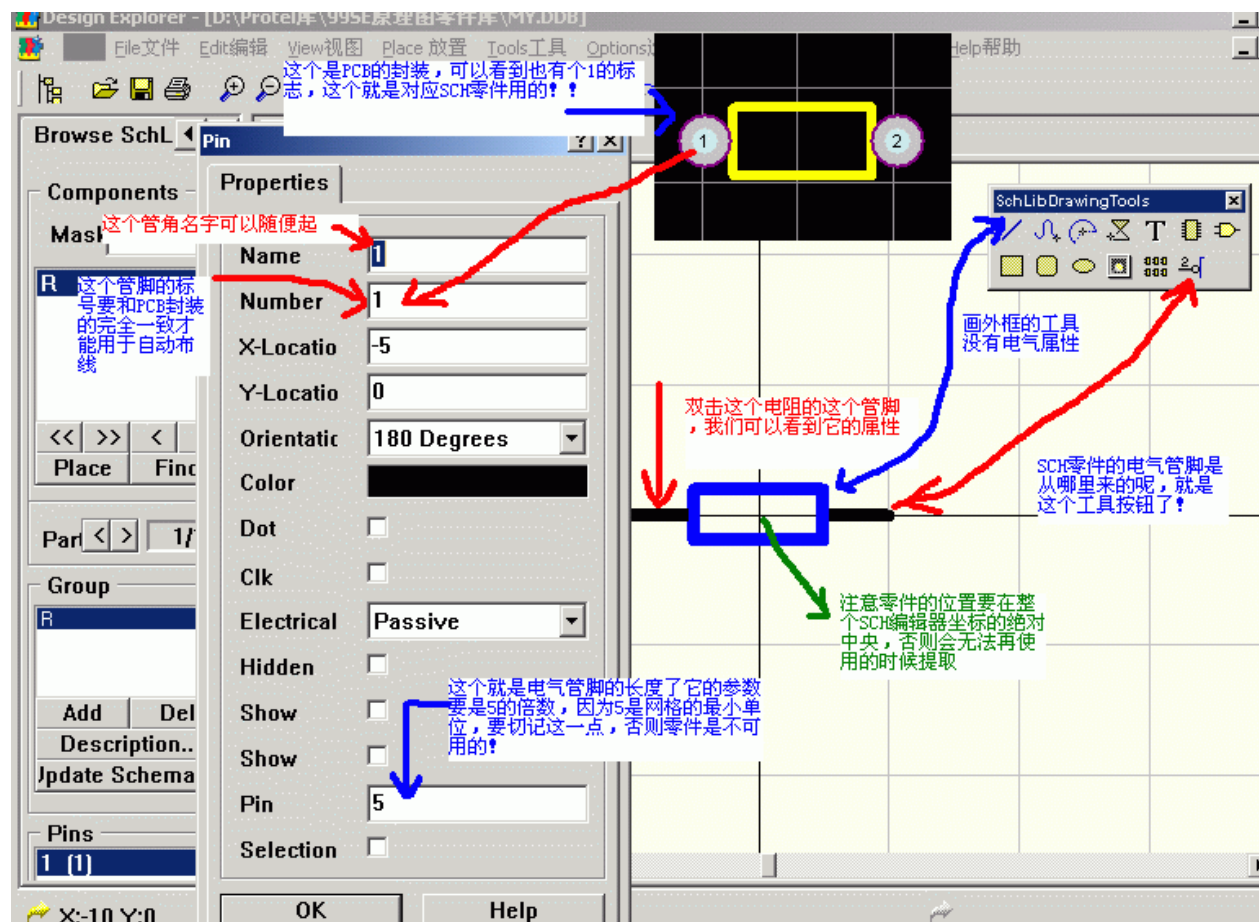 Design Explorer - [D:\Protel库\99SE原理图零件库\MY.DDB]
File文件 Edit编辑 View视图 Place 放置 Tools工具 Options
Help帮助
这个是PCB的封装，可以看到也有个1的标
志，这个就是对应SCH零件用的！！
1
2
Browse SchL
Pin
Properties
Components
Mask
这个管角名字可以随便起
Name
1
R
这个管脚的标
号要和PCB封装
的完全一致才
能用于自动布
线
Number
1
X-Locatio
-5
Y-Locatio
0
Orientatic
180 Degrees
Color
Dot
Clk
Electrical
Passive
Hidden
Show
Show
Pin
5
Selection
OK
Help
<< >> <
Place
Find
Part < >
1/
Group
R
Add
Del
Description..
Update Schema
Pins
1 (1)
X:-10 Y:0
SchLibDrawingTools
画外框的工具
没有电气属性
双击这个电阻的这个管脚
，我们可以看到它的属性
SCH零件的电气管脚是
从哪里来的呢，就是
这个工具按钮了！
注意零件的位置要在整
个SCH编辑器坐标的绝对
中央，否则会无法再使
用的时候提取
这个就是电气管脚的长度了它的参数
要是5的倍数，因为5是网格的最小单
位，要切记这一点，否则零件是不可
用的！